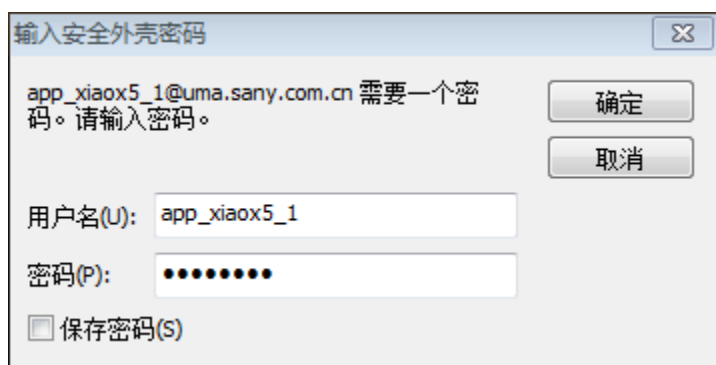 输入安全外壳密码
app_xiaox5_1@uma.sany.com.cn 需要一个密
码。请输入密码。
确定
取消
用户名(U): app_xiaox5_1
密码(P): ••••••••
保存密码(S)